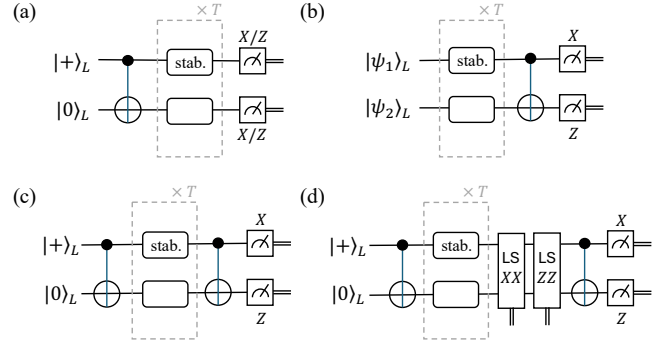 (a)
× T
X/Z
|+⟩L
stab.
|0⟩L
X/Z
(b)
× T
X
|ψ1⟩L
stab.
|ψ2⟩L
Z
(c)
× T
X
|+⟩L
stab.
|0⟩L
Z
(d)
× T
X
|+⟩L
stab.
LS
XX
LS
ZZ
|0⟩L
Z